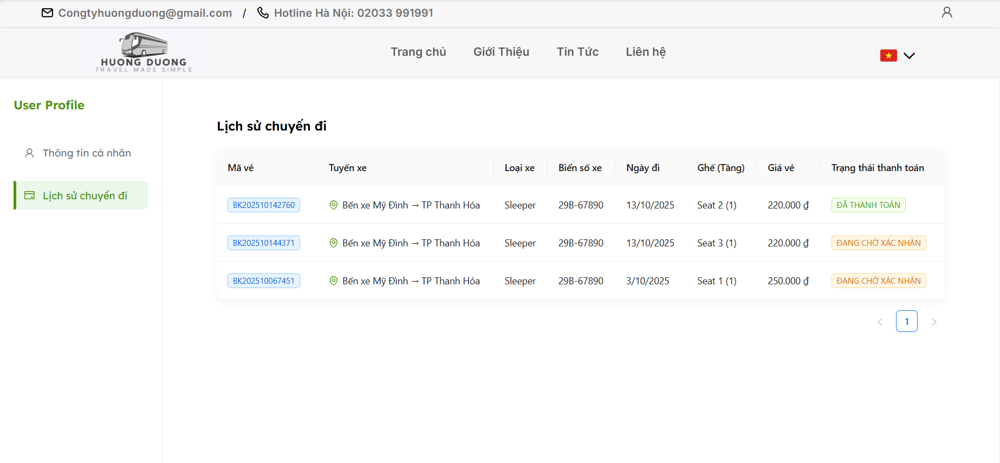 Congtyhuongduong@gmail.com / Hotline Hà Nội: 02033 991991
HUONG DUONG
TRAVEL MADE SIMPLE
Trang chủ Giới Thiệu Tin Tức Liên hệ
User Profile
Thông tin cá nhân
Lịch sử chuyến đi
Lịch sử chuyến đi
Mã vé Tuyến xe Loại xe Biển số xe Ngày đi Ghế (Tầng) Giá vé Trạng thái thanh toán
BK202510142760 Bến xe Mỹ Đình → TP Thanh Hóa Sleeper 29B-67890 13/10/2025 Seat 2 (1) 220.000 ₫ ĐÃ THANH TOÁN
BK202510144371 Bến xe Mỹ Đình → TP Thanh Hóa Sleeper 29B-67890 13/10/2025 Seat 3 (1) 220.000 ₫ ĐANG CHỜ XÁC NHẬN
BK202510067451 Bến xe Mỹ Đình → TP Thanh Hóa Sleeper 29B-67890 3/10/2025 Seat 1 (1) 250.000 ₫ ĐANG CHỜ XÁC NHẬN
< 1 >